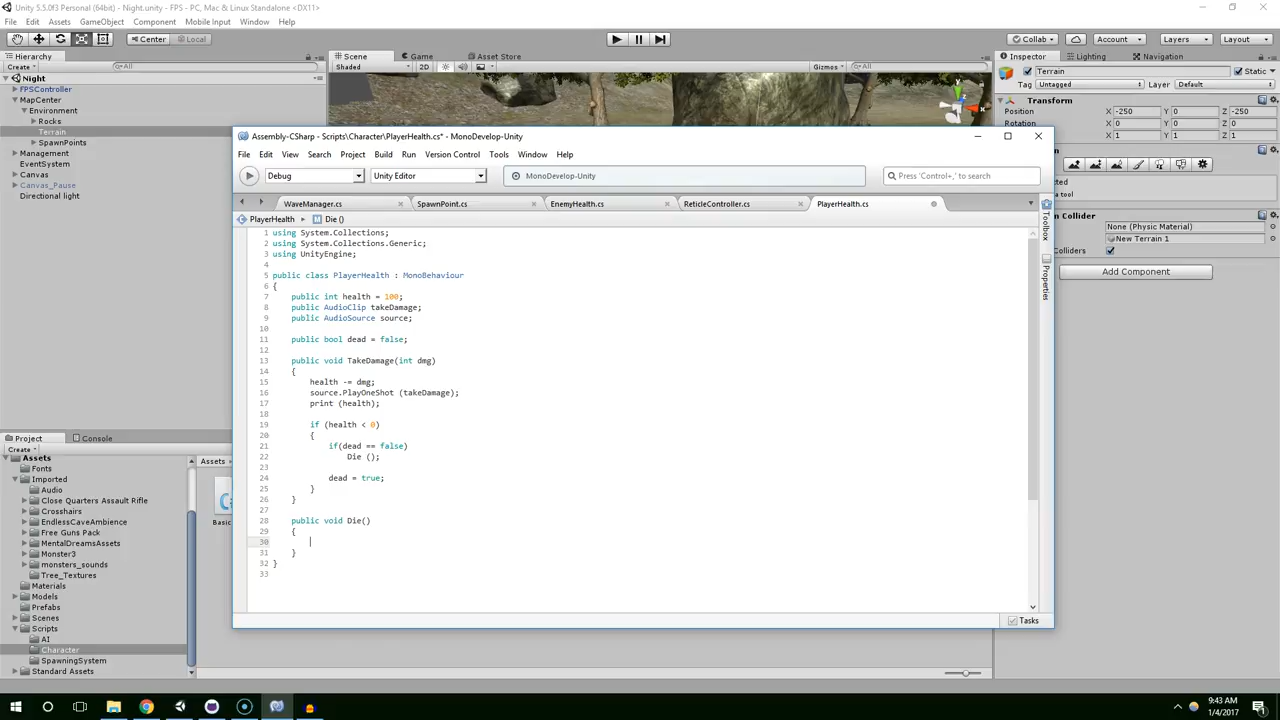 Unity 5.5.0f3 Personal (64bit) - Night.unity - FPS - PC, Mac & Linux Standalone <DX11>
File Edit Assets GameObject Component Mobile Input Window Help
Center Local Collab Account Layers Layout
Hierarchy Scene Game Asset Store Inspector Lighting Navigation
Create All Shaded 2D Gizmos All Terrain Static
Night
Tag Untagged Layer Default
FPSController
MapCenter Transform
Environment Position X -250 Y 0 Z -250
Rocks Rotation X 0 Y 0 Z 0
Terrain X 1 Y 1 Z 1
SpawnPoints
Management
EventSystem
Canvas
Canvas_Pause
Directional light
Collider
None (Physic Material)
New Terrain 1
Colliders
Add Component
Assembly-CSharp - Scripts\Character\PlayerHealth.cs* - MonoDevelop-Unity
File Edit View Search Project Build Run Version Control Tools Window Help
Debug Unity Editor MonoDevelop-Unity Press 'Control+,' to search
WaveManager.cs SpawnPoint.cs EnemyHealth.cs ReticleController.cs PlayerHealth.cs
PlayerHealth Die ()
Toolbox
Properties
1 using System.Collections;
2 using System.Collections.Generic;
3 using UnityEngine;
4
5 public class PlayerHealth : MonoBehaviour
6 {
7 public int health = 100;
8 public AudioClip takeDamage;
9 public AudioSource source;
10
11 public bool dead = false;
12
13 public void TakeDamage(int dmg)
14 {
15 health -= dmg;
16 source.PlayOneShot (takeDamage);
17 print (health);
18
19 if (health < 0)
20 {
21 if(dead == false)
22 Die ();
23
24 dead = true;
25 }
26 }
27
28 public void Die()
29 {
30
31 }
32 }
33
Tasks
Project Console
Create
Assets
Fonts
Imported
Audio
Close Quarters Assault Rifle
Crosshairs
EndlessCaveAmbience
Free Guns Pack
MentalDreamsAssets
Monster3
monsters_sounds
Tree_Textures
Materials
Models
Prefabs
Scenes
Scripts
AI
Character
SpawningSystem
Standard Assets
Assets
Basic
9:43 AM
1/4/2017